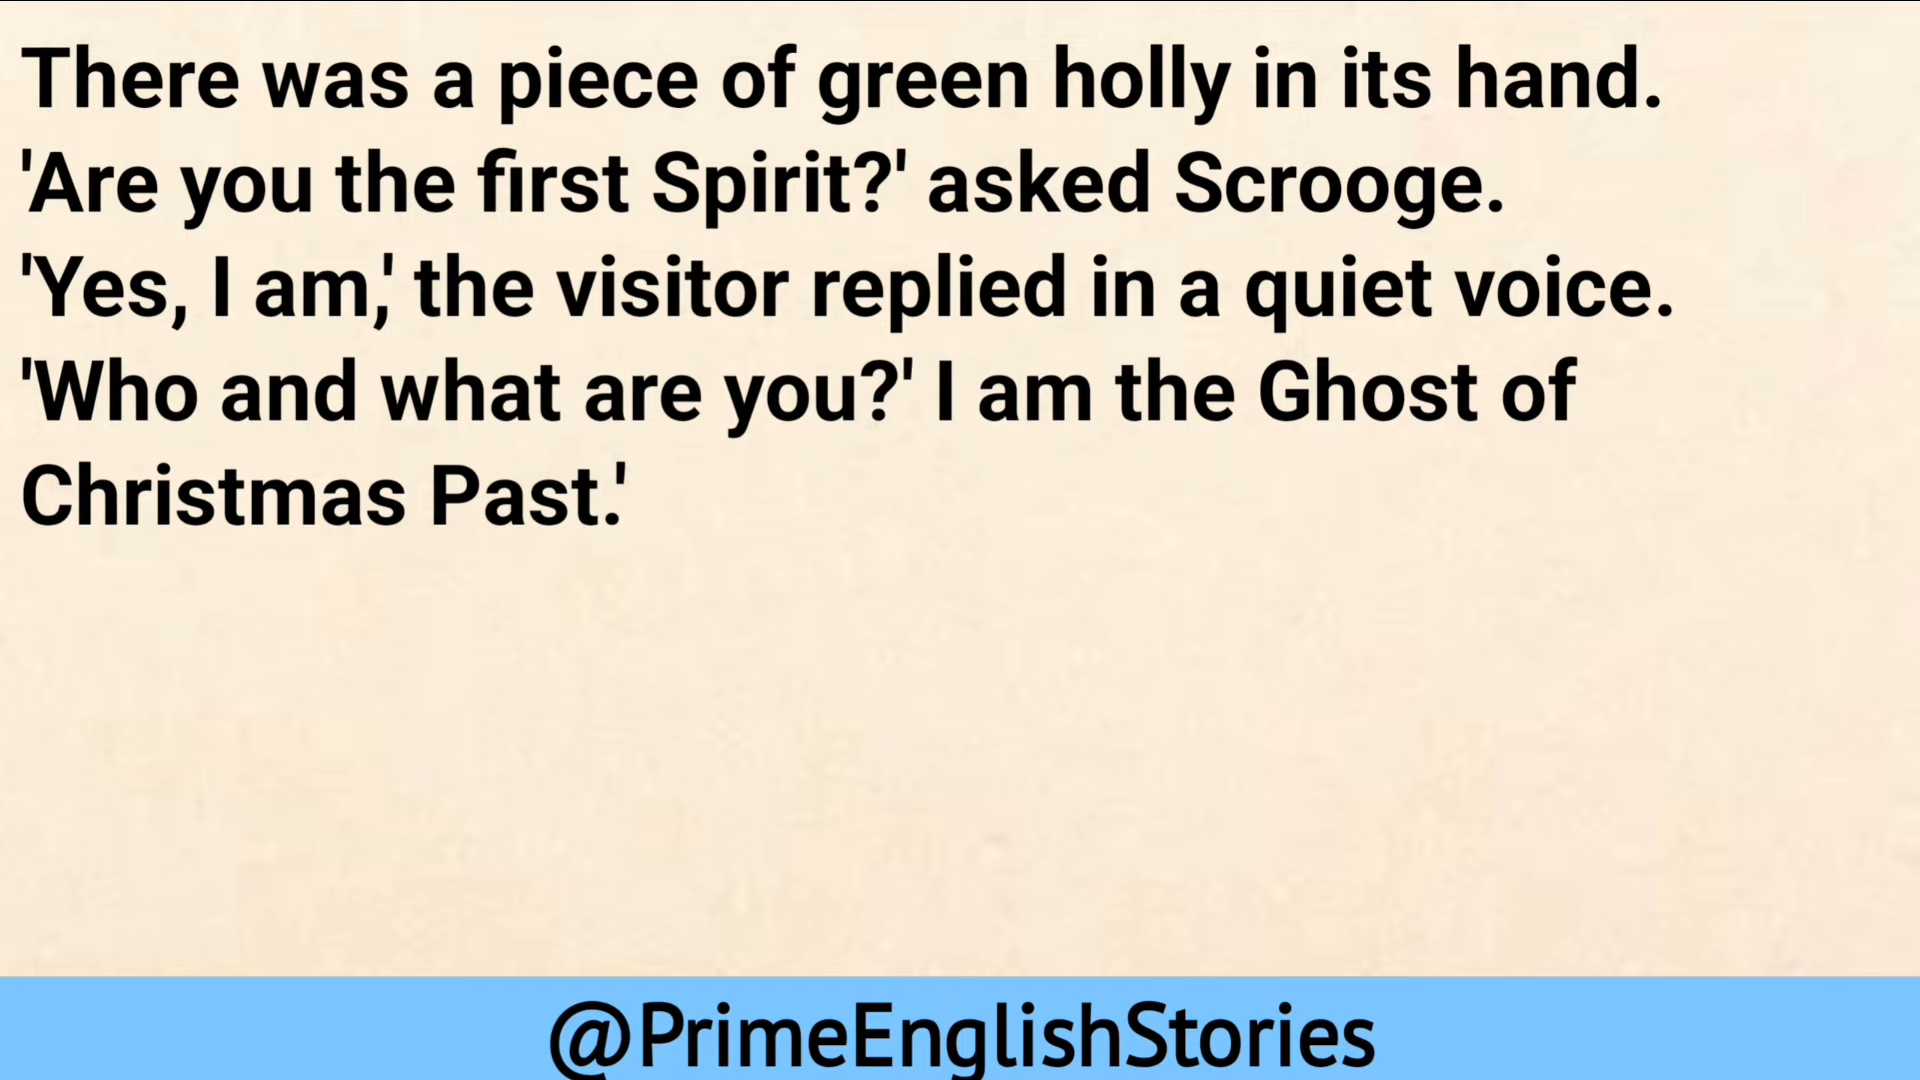 There was a piece of green holly in its hand.
'Are you the first Spirit?' asked Scrooge.
'Yes, I am,' the visitor replied in a quiet voice.
'Who and what are you?' I am the Ghost of
Christmas Past.'
@PrimeEnglishStories